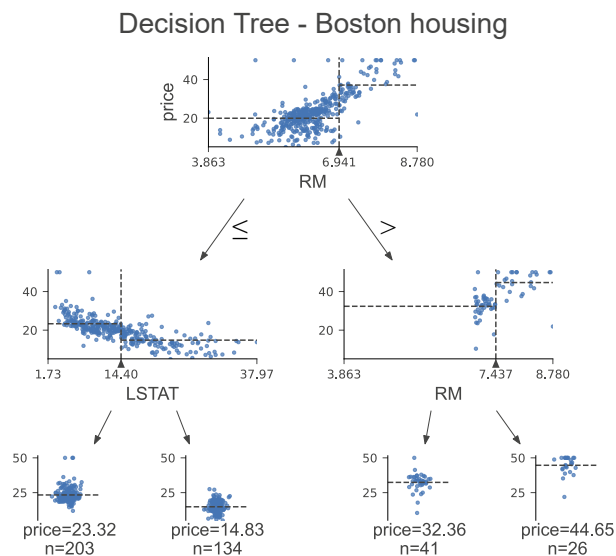 Decision Tree - Boston housing
40
20
price
3.863
6.941
8.780
RM
≤
>
40
20
1.73
14.40
37.97
LSTAT
40
20
3.863
7.437
8.780
RM
50
25
price=23.32
n=203
50
25
price=14.83
n=134
50
25
price=32.36
n=41
50
25
price=44.65
n=26